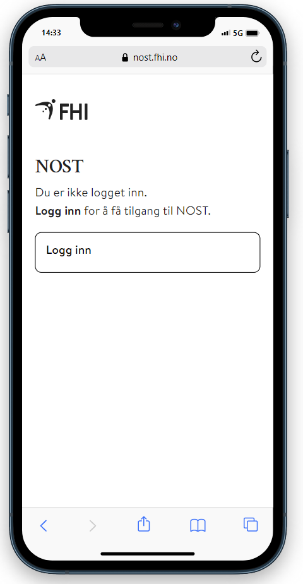 14:33
5G
AA
nost.fhi.no
FHI
NOST
Du er ikke logget inn.
Logg inn for å få tilgang til NOST.
Logg inn